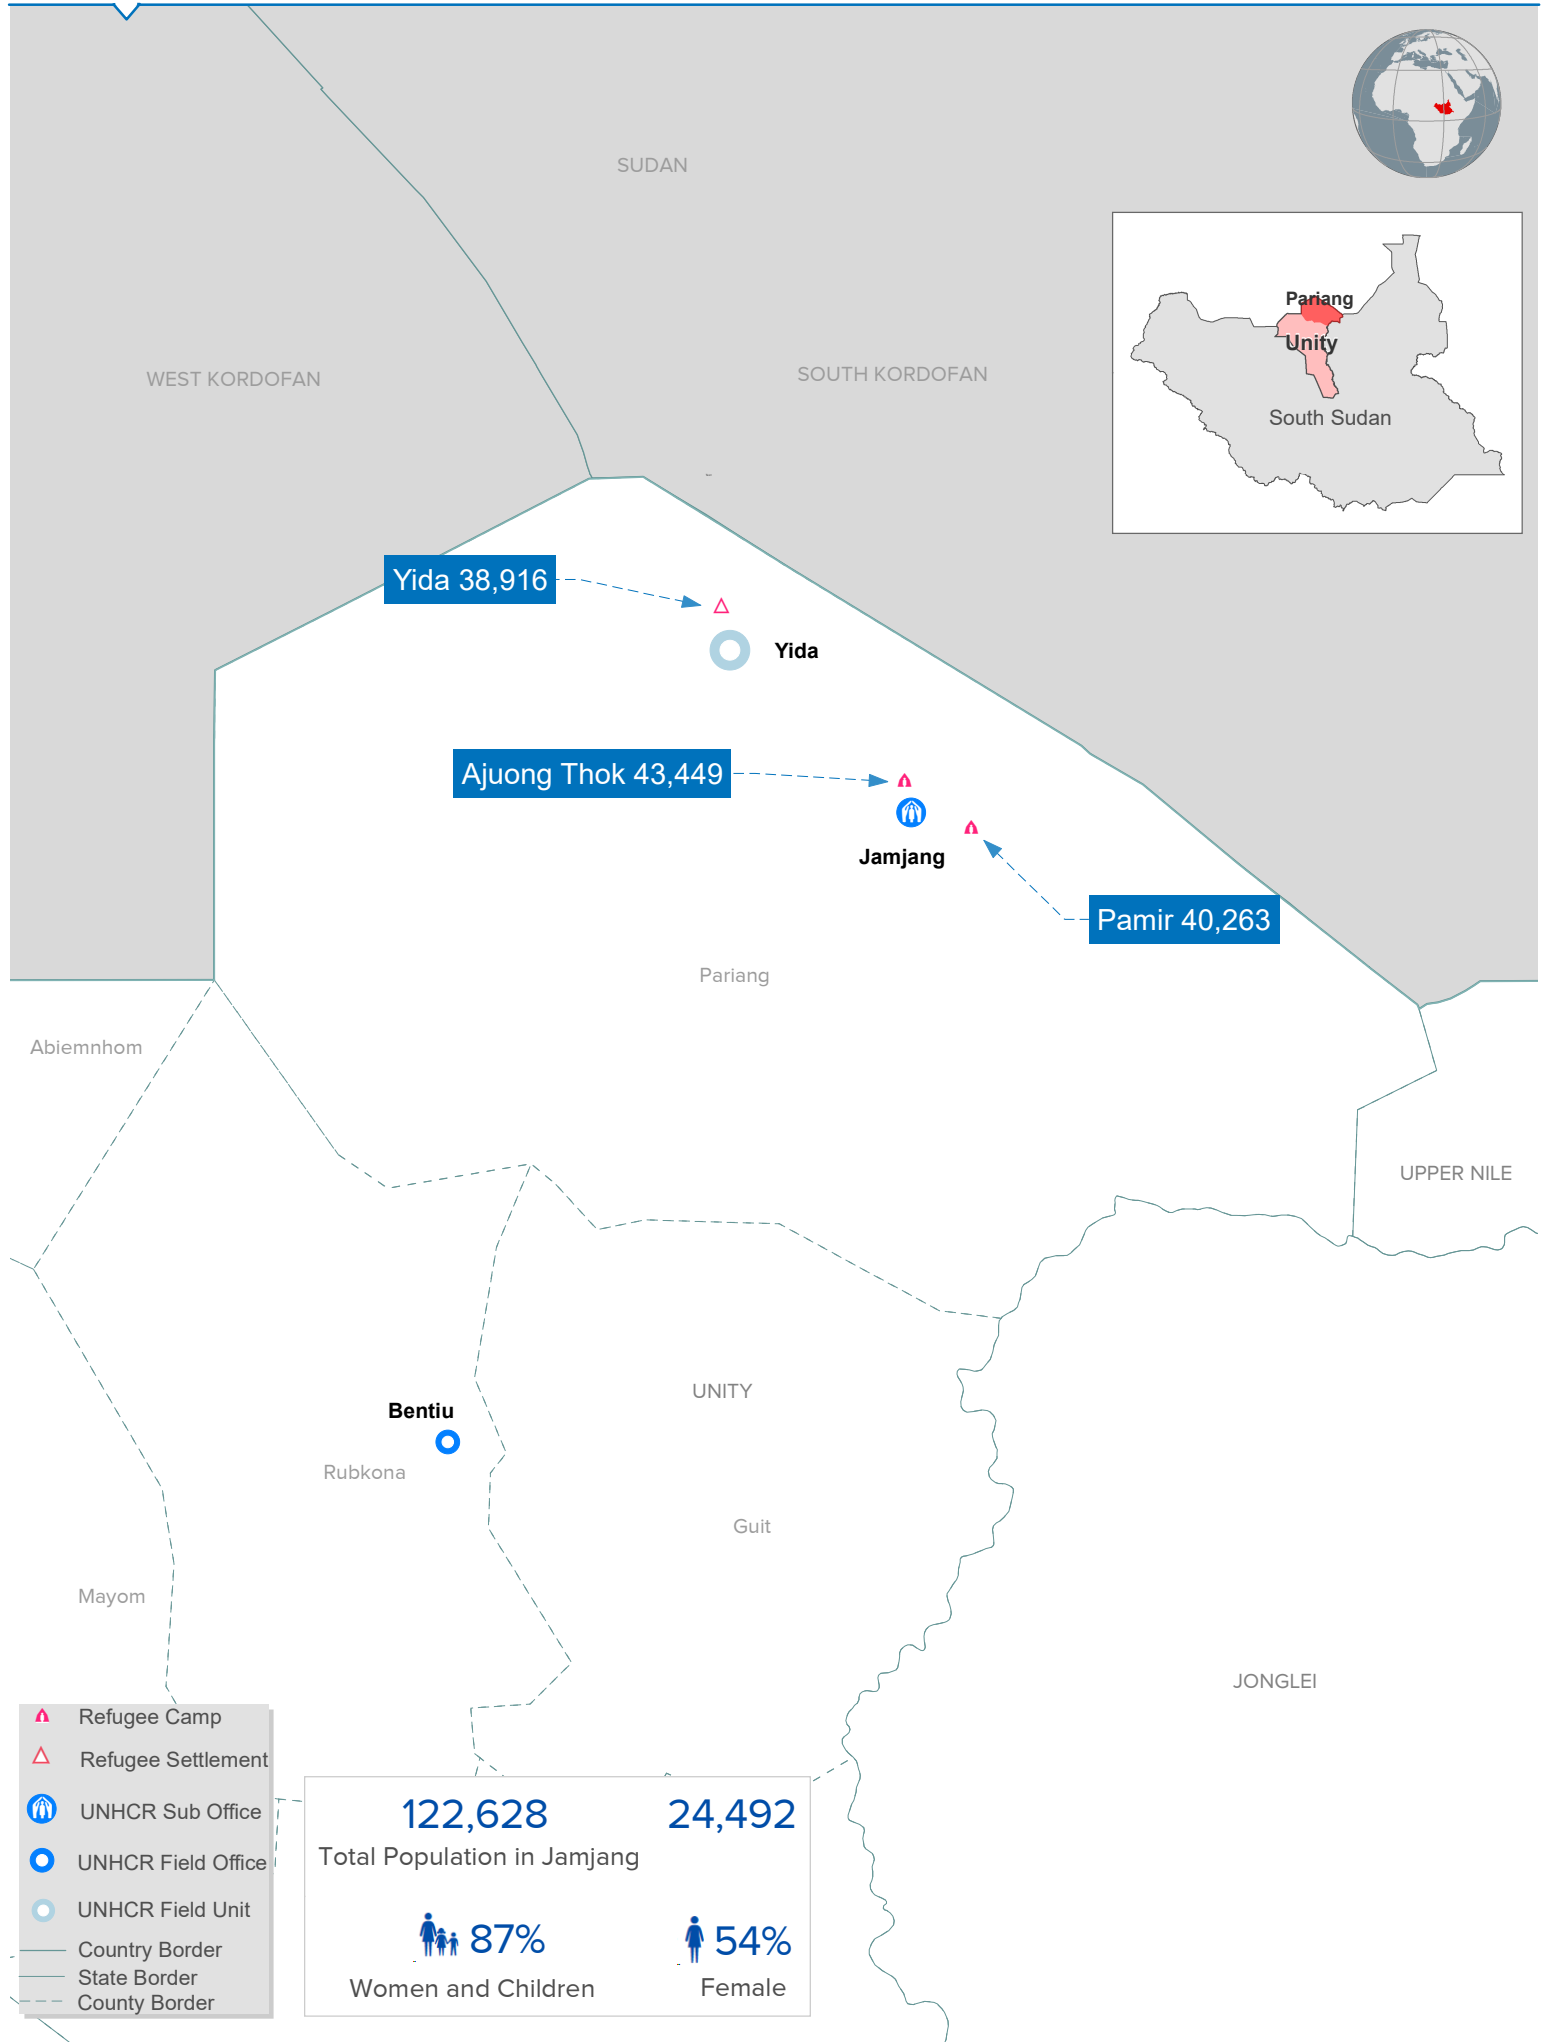 SUDAN
WEST KORDOFAN
SOUTH KORDOFAN
Pariang
Unity
South Sudan
Yida 38,916
Yida
Ajuong Thok 43,449
Jamjang
Pamir 40,263
Pariang
Abiemnhom
UPPER NILE
UNITY
Bentiu
Rubkona
Guit
Mayom
JONGLEI
Refugee Camp
Refugee Settlement
UNHCR Sub Office
UNHCR Field Office
UNHCR Field Unit
Country Border
State Border
County Border
122,628
Total Population in Jamjang
24,492
87%
Women and Children
54%
Female